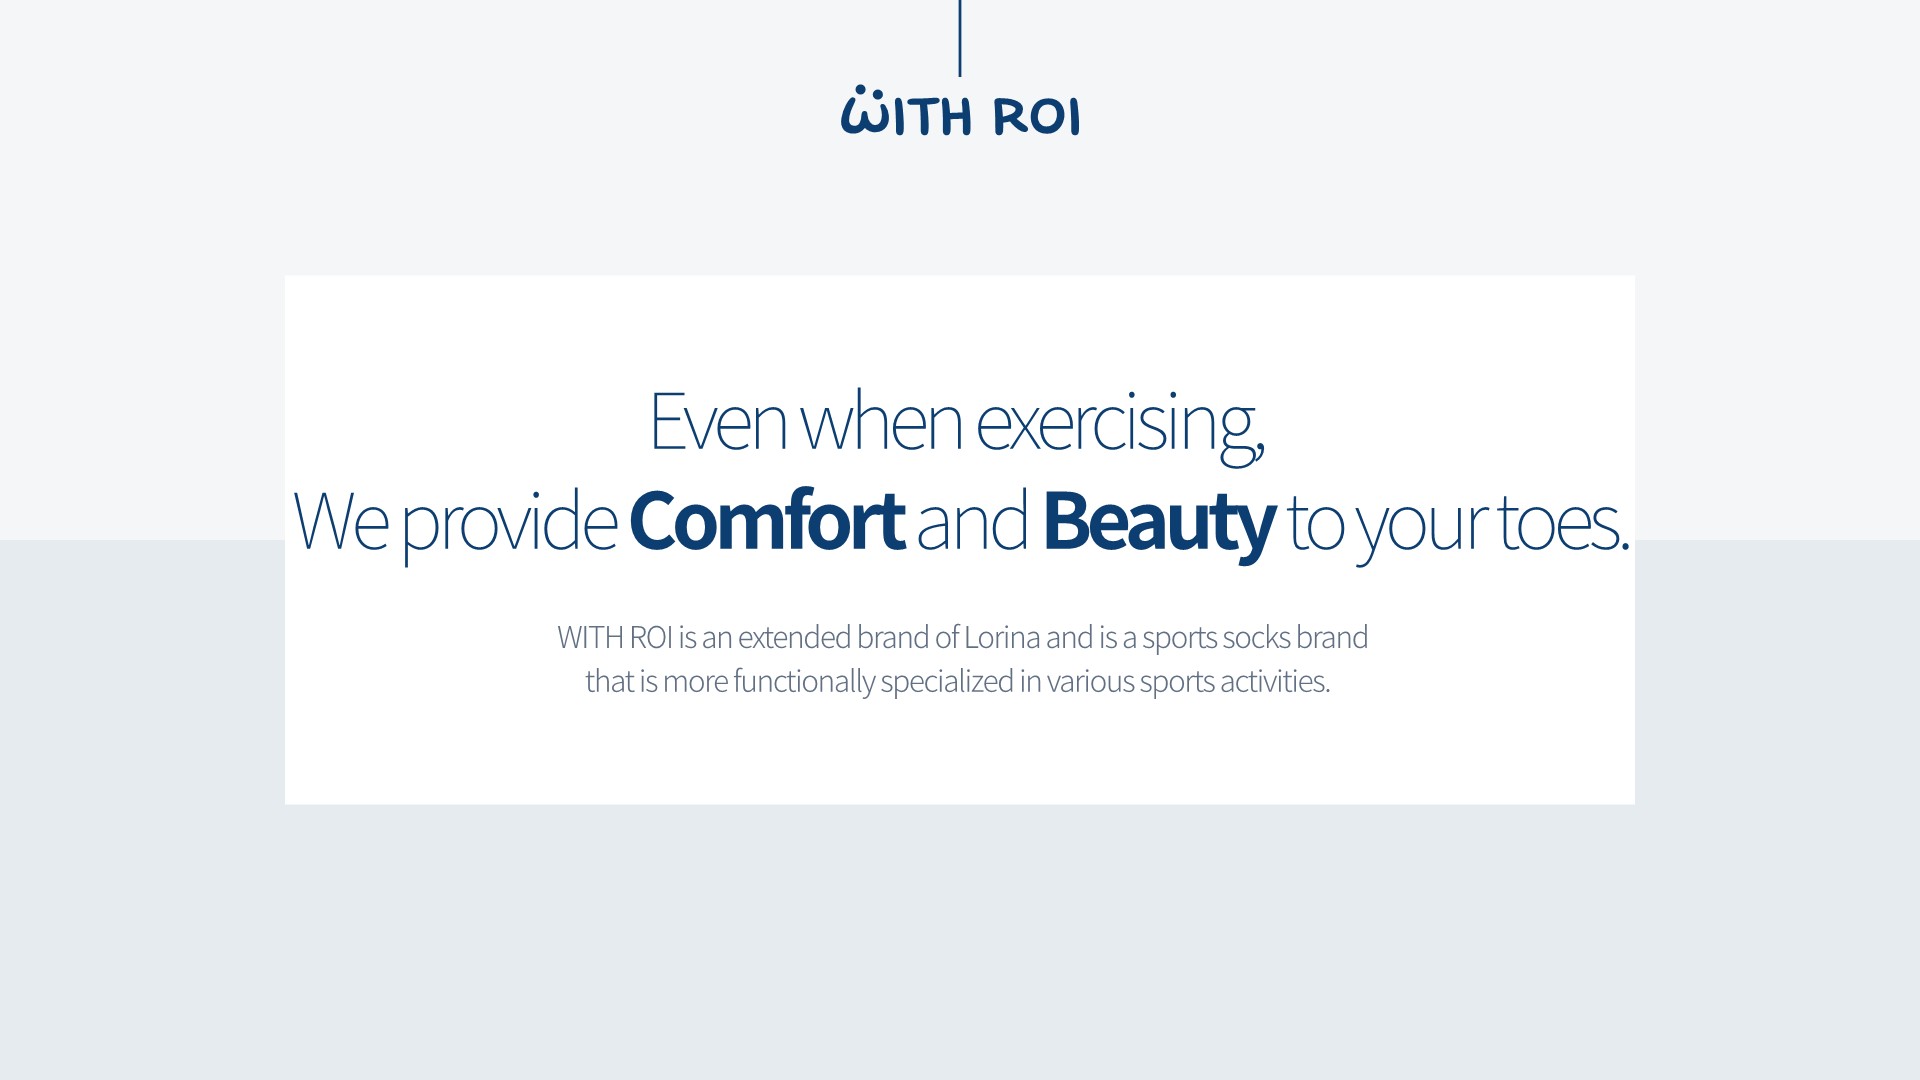 WITH ROI
Even when exercising,
We provide Comfort and Beauty to your toes.
WITH ROI is an extended brand of Lorina and is a sports socks brand
that is more functionally specialized in various sports activities.